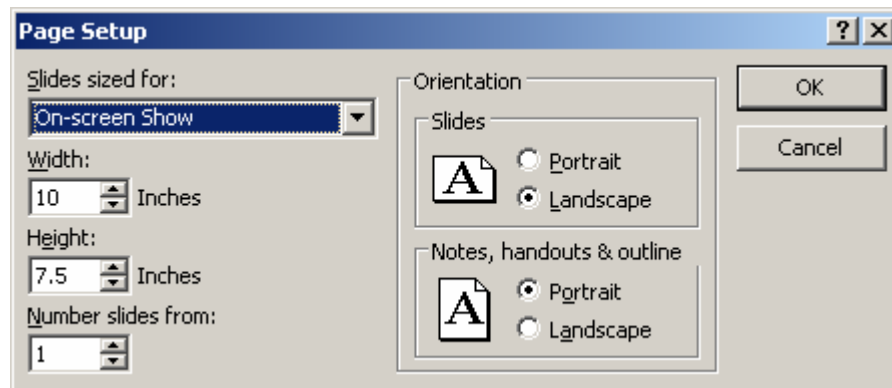 Page Setup
Slides sized for:
On-screen Show
Width:
10 Inches
Height:
7.5 Inches
Number slides from:
1
Orientation
Slides
A
Portrait
Landscape
Notes, handouts & outline
A
Portrait
Landscape
OK
Cancel